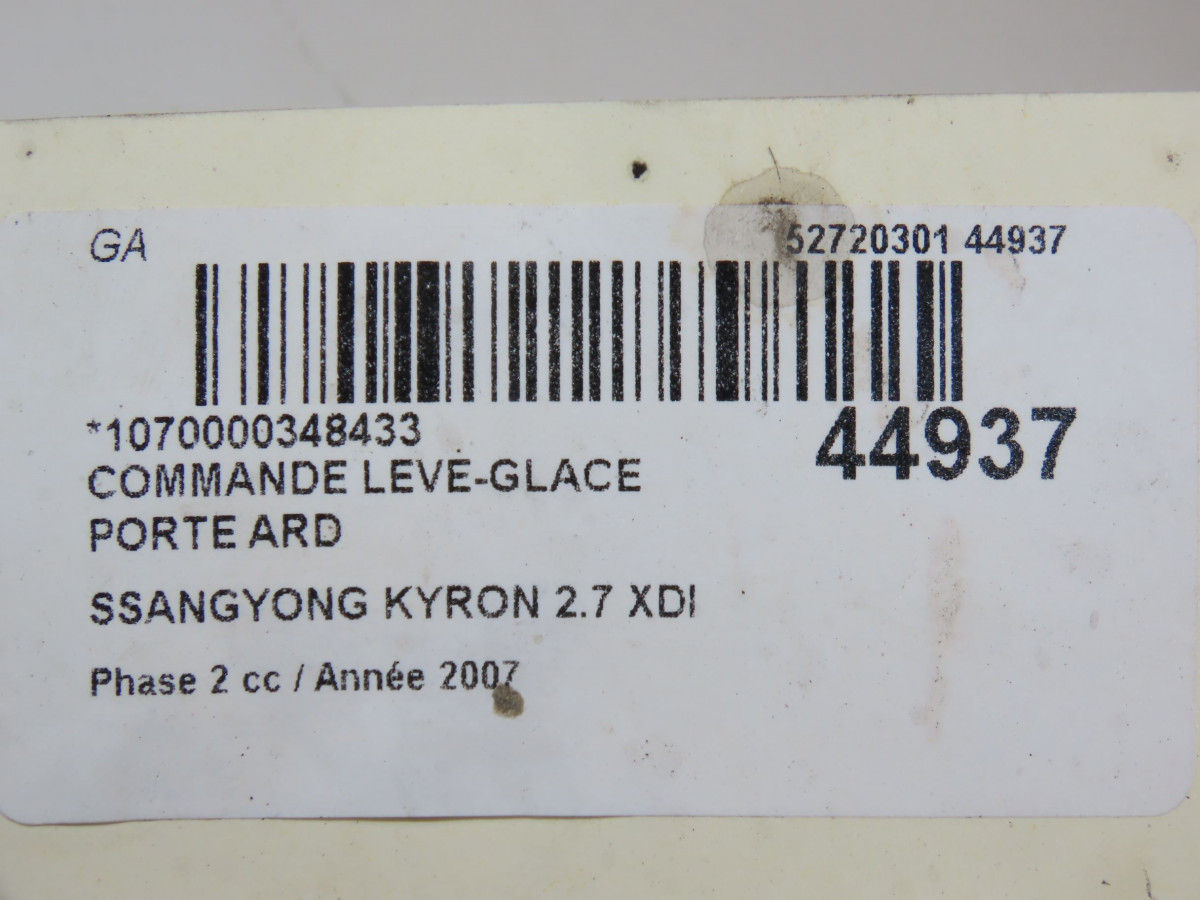 GA
52720301 44937
*1070000348433
44937
COMMANDE LEVE-GLACE
PORTE ARD
SSANGYONG KYRON 2.7 XDI
Phase 2 cc / Année 2007